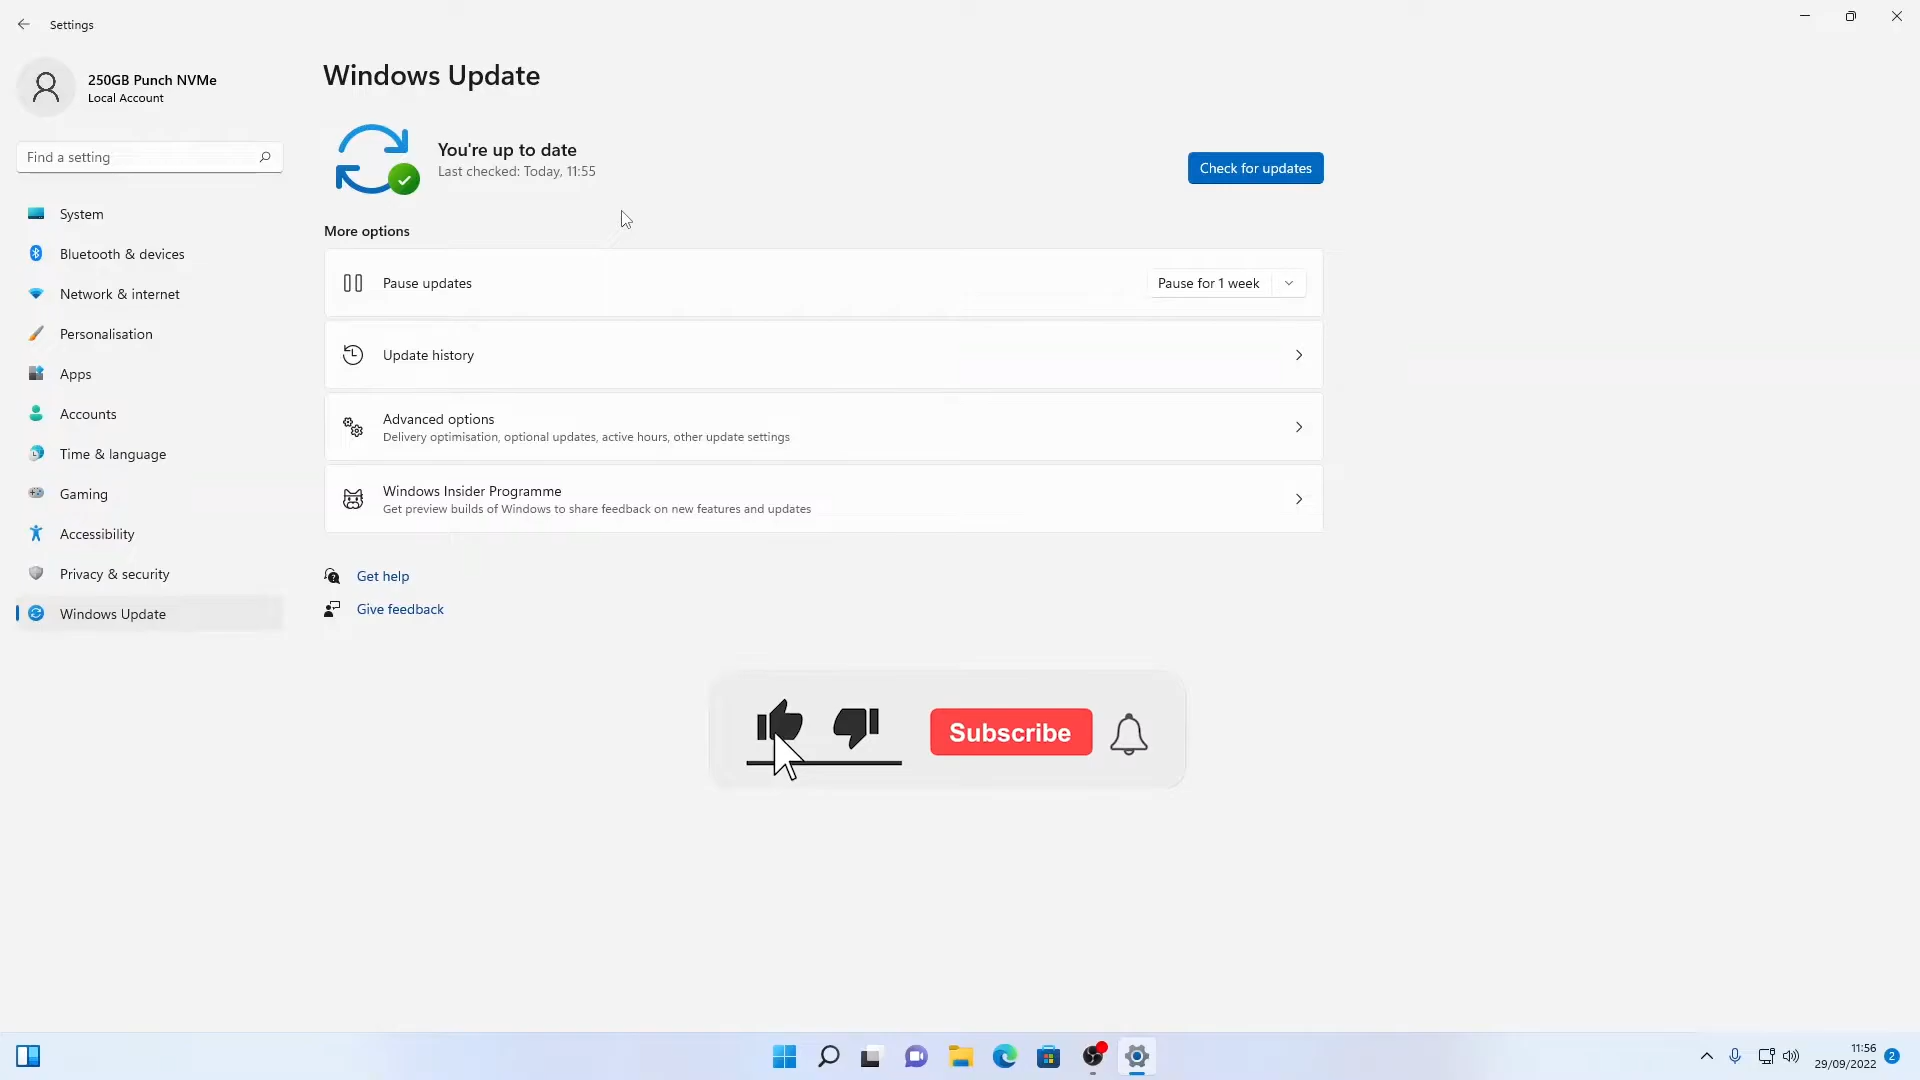 Settings
250GB Punch NVMe
Local Account
Find a setting
System
Bluetooth & devices
Network & internet
Personalisation
Apps
Accounts
Time & language
Gaming
Accessibility
Privacy & security
Windows Update
Windows Update
You're up to date
Last checked: Today, 11:55
Check for updates
More options
Pause updates
Pause for 1 week
Update history
Advanced options
Delivery optimisation, optional updates, active hours, other update settings
Windows Insider Programme
Get preview builds of Windows to share feedback on new features and updates
Get help
Give feedback
Subscribe
11:56
29/09/2022
2